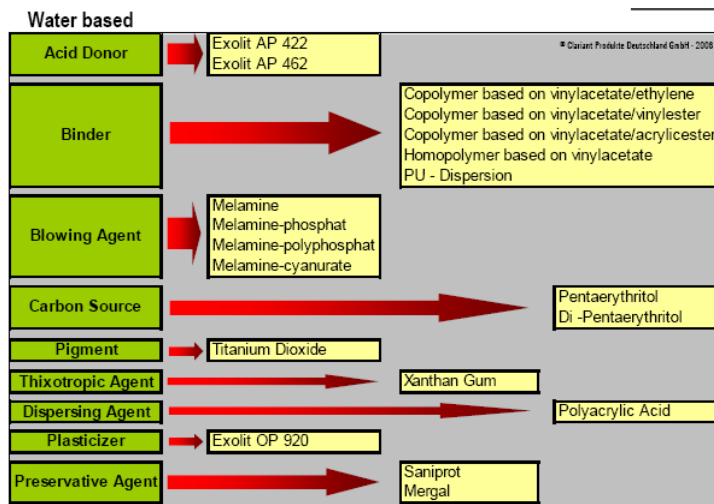 Water based
Acid Donor
Exolit AP 422
Exolit AP 462
© Clariant Produkte Deutschland GmbH - 2006
Binder
Copolymer based on vinylacetate/ethylene
Copolymer based on vinylacetate/vinylester
Copolymer based on vinylacetate/acrylicester
Homopolymer based on vinylacetate
PU - Dispersion
Blowing Agent
Melamine
Melamine-phosphat
Melamine-polyphosphat
Melamine-cyanurate
Carbon Source
Pentaerythritol
Di -Pentaerythritol
Pigment
Titanium Dioxide
Thixotropic Agent
Xanthan Gum
Dispersing Agent
Polyacrylic Acid
Plasticizer
Exolit OP 920
Preservative Agent
Saniprot
Mergal